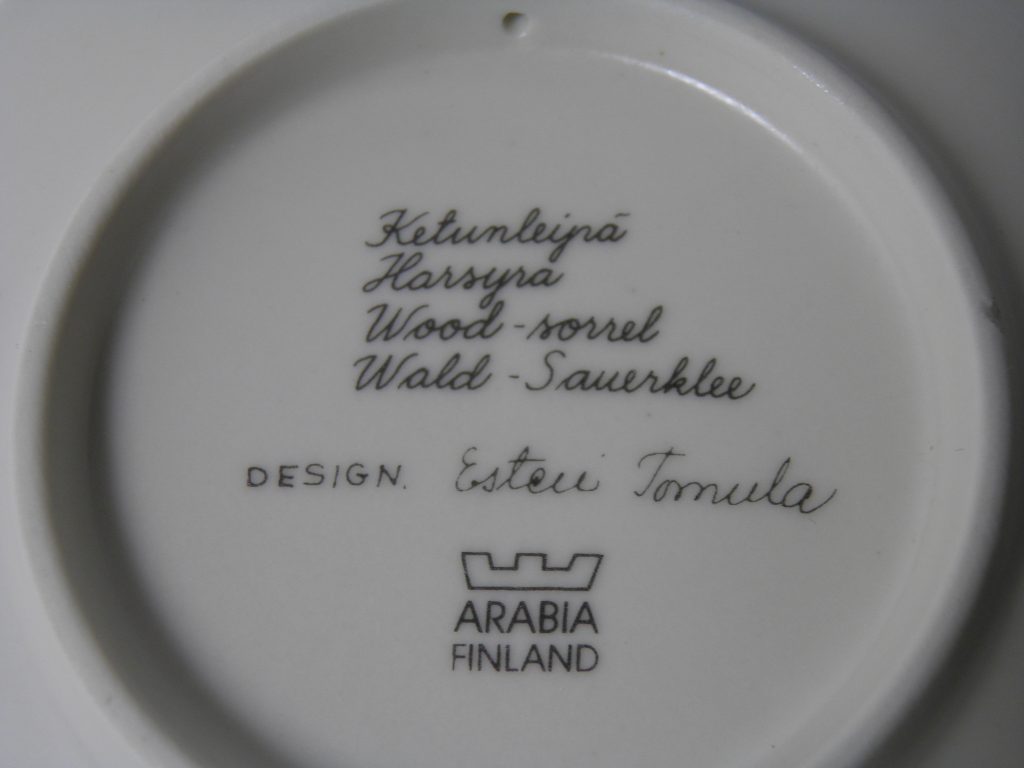 Ketunleipä
Harsyra
Wood-sorrel
Wald-Sauerklee
DESIGN. Esteri Tomula
ARABIA
FINLAND